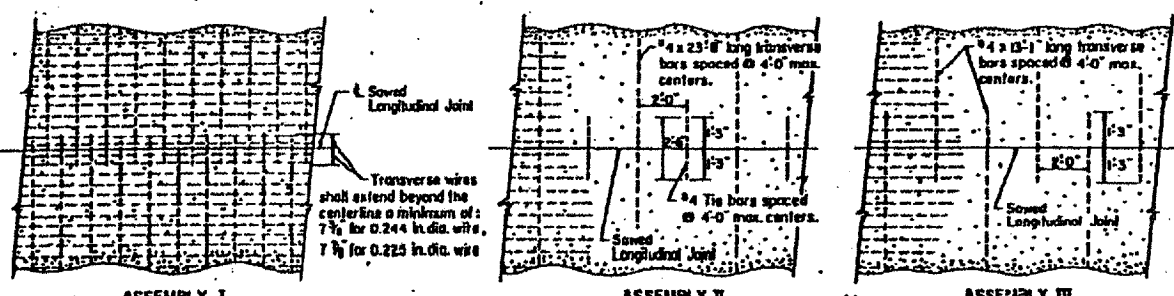 ℄ Sawed
Longitudinal Joint
Transverse wires
shall extend beyond the
centerline a minimum of:
for 0.244 in. dia. wire,
for 0.225 in. dia. wire
ASSEMBLY I
#4 x 23'-8" long transverse
bars spaced @ 4'-0" max.
centers.
2'-0"
2'-6"
1'-3"
1'-3"
#4 Tie bars spaced
@ 4'-0" max. centers.
Sawed
Longitudinal Joint
ASSEMBLY II
#4 x 13'-1" long transverse
bars spaced @ 4'-0" max.
centers.
1'-3"
2'-0"
1'-3"
Sawed
Longitudinal Joint
ASSEMBLY III